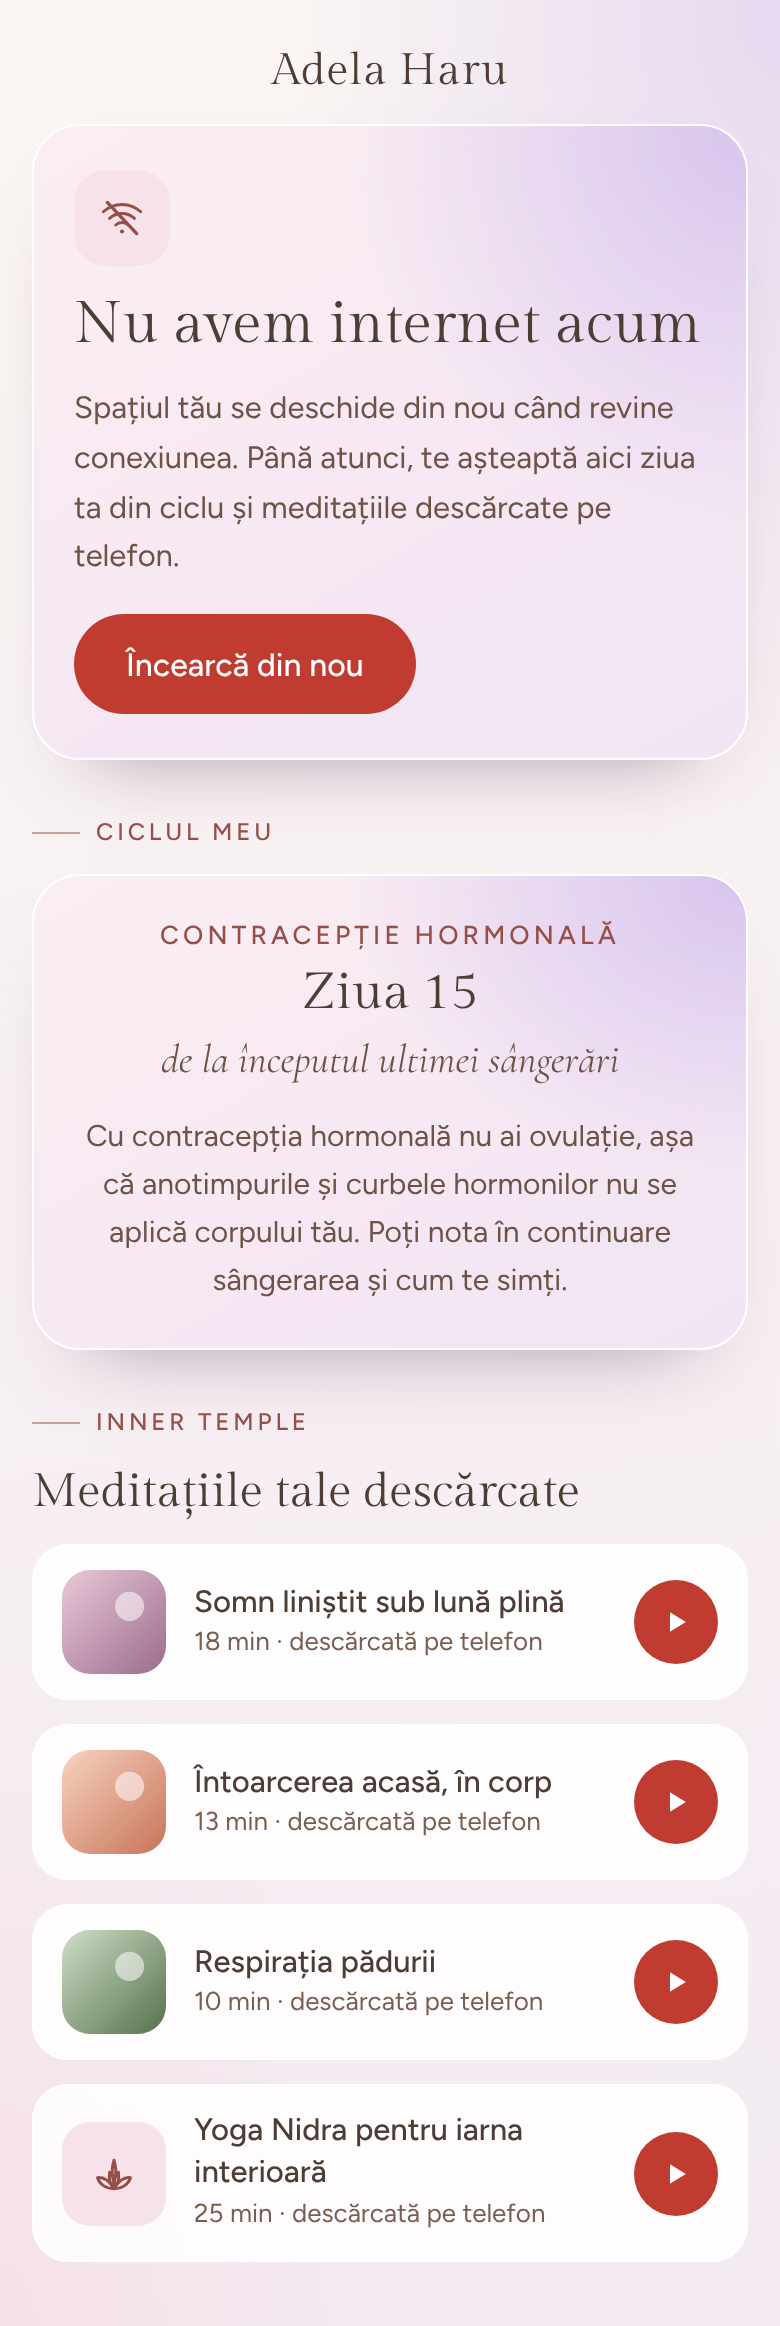 Adela Haru
Nu avem internet acum
Spațiul tău se deschide din nou când revine
conexiunea. Până atunci, te așteaptă aici ziua
ta din ciclu și meditațiile descărcate pe
telefon.
Încearcă din nou
CICLUL MEU
CONTRACEPȚIE HORMONALĂ
Ziua 15
de la începutul ultimei sângerări
Cu contracepția hormonală nu ai ovulație, așa
că anotimpurile și curbele hormonilor nu se
aplică corpului tău. Poți nota în continuare
sângerarea și cum te simți.
INNER TEMPLE
Meditațiile tale descărcate
Somn liniștit sub lună plină
18 min · descărcată pe telefon
Întoarcerea acasă, în corp
13 min · descărcată pe telefon
Respirația pădurii
10 min · descărcată pe telefon
Yoga Nidra pentru iarna
interioară
25 min · descărcată pe telefon